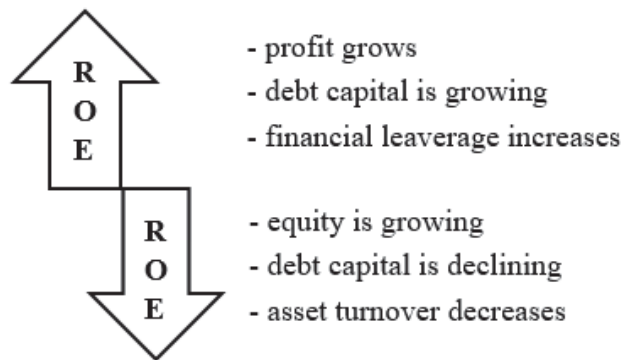 R
O
E
- profit grows
- debt capital is growing
- financial leaverage increases
R
O
E
- equity is growing
- debt capital is declining
- asset turnover decreases